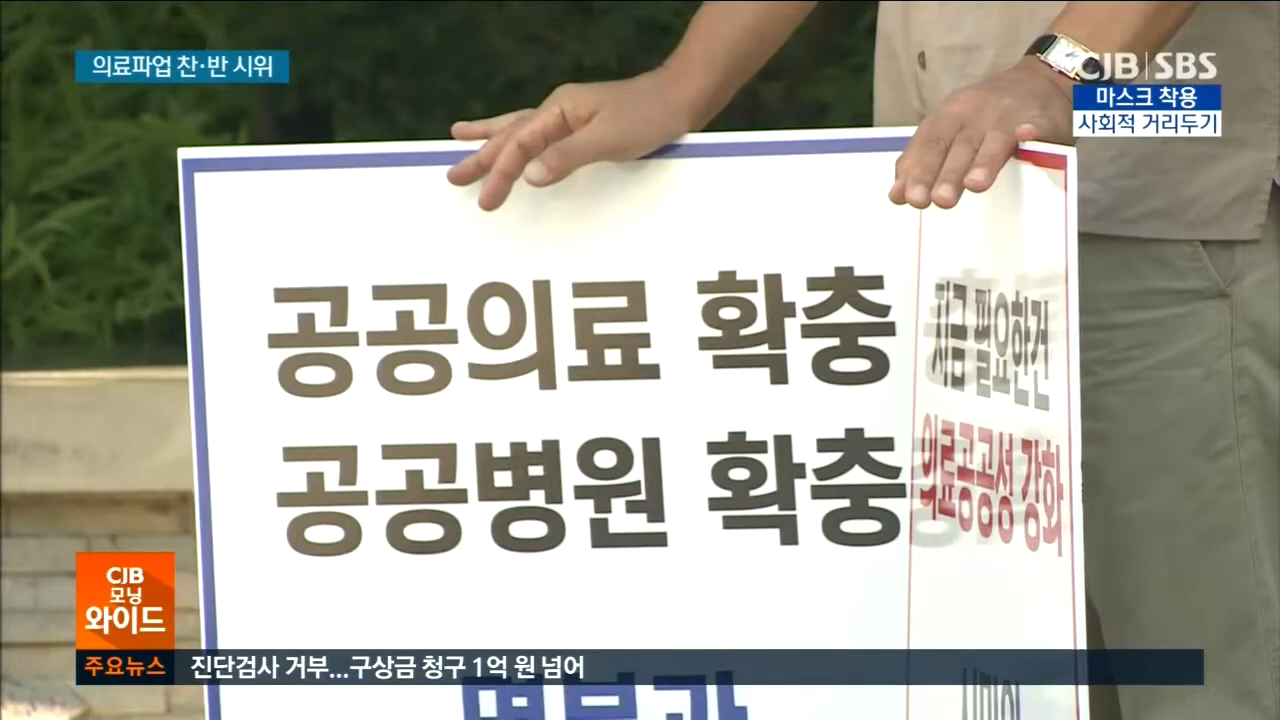 의료파업 찬·반 시위
CJB SBS
마스크 착용
사회적 거리두기
공공의료 확충
공공병원 확충
지금 필요한건
의료공공성 강화
CJB
모닝
와이드
주요뉴스 진단검사 거부...구상금 청구 1억 원 넘어